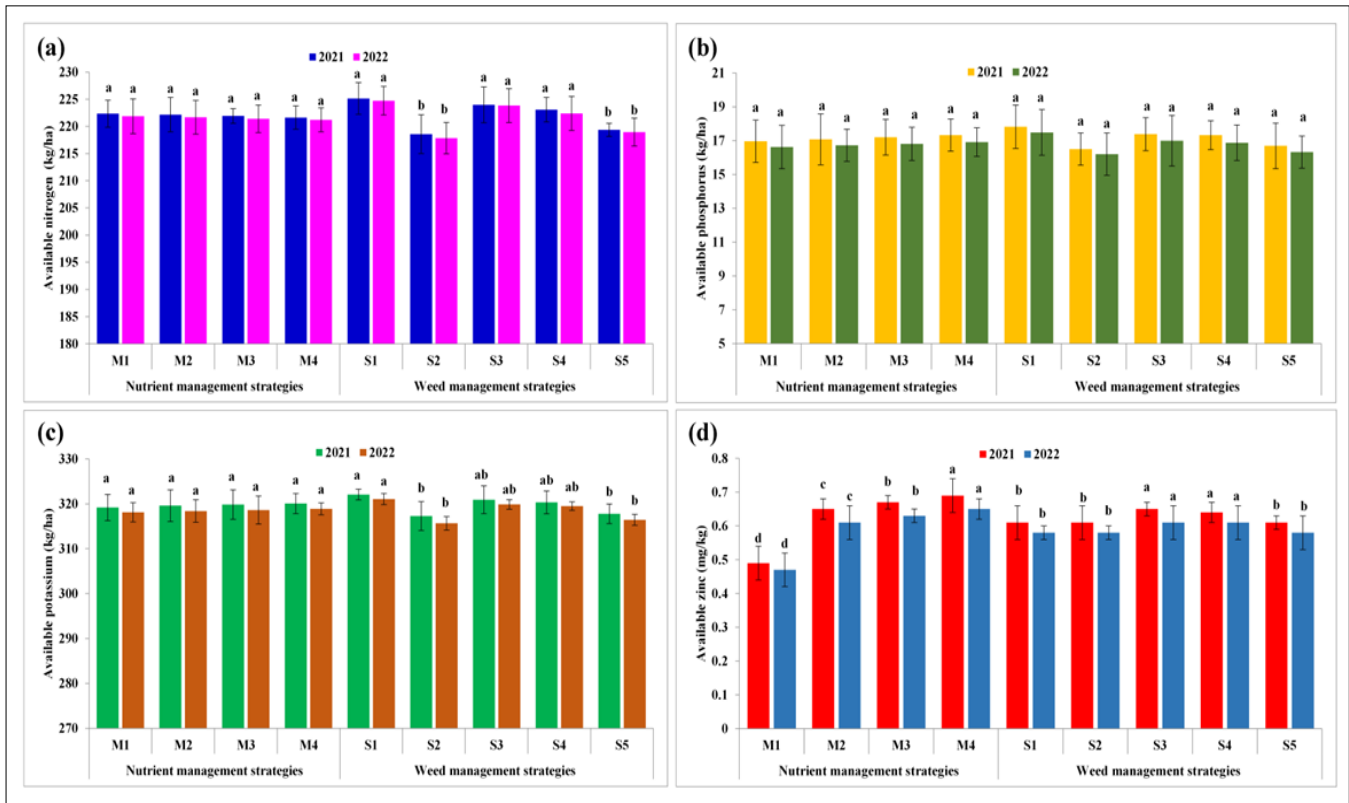 (a)
2021 2022
Available nitrogen (kg/ha)
230
225
220
215
210
205
200
195
190
185
180
a a a a a a a a a a b b a a a a b b
M1 M2 M3 M4 S1 S2 S3 S4 S5
Nutrient management strategies Weed management strategies
(b)
2021 2022
Available phosphorus (kg/ha)
21
19
17
15
13
11
9
7
5
a a a a a a a a a a a a a a a a a a
M1 M2 M3 M4 S1 S2 S3 S4 S5
Nutrient management strategies Weed management strategies
(c)
2021 2022
Available potassium (kg/ha)
330
320
310
300
290
280
270
a a a a a a a a a a b b ab ab ab ab b b
M1 M2 M3 M4 S1 S2 S3 S4 S5
Nutrient management strategies Weed management strategies
(d)
2021 2022
Available zinc (mg/kg)
0.8
0.7
0.6
0.5
0.4
0.3
0.2
0.1
0
d d c c b b a a b b b b a a a a b b
M1 M2 M3 M4 S1 S2 S3 S4 S5
Nutrient management strategies Weed management strategies